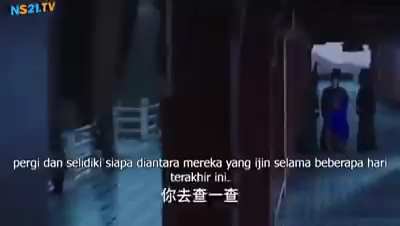 NS21.TV
pergi dan selidiki siapa diantara mereka yang ijin selama beberapa hari
terakhir ini..
你去查一查